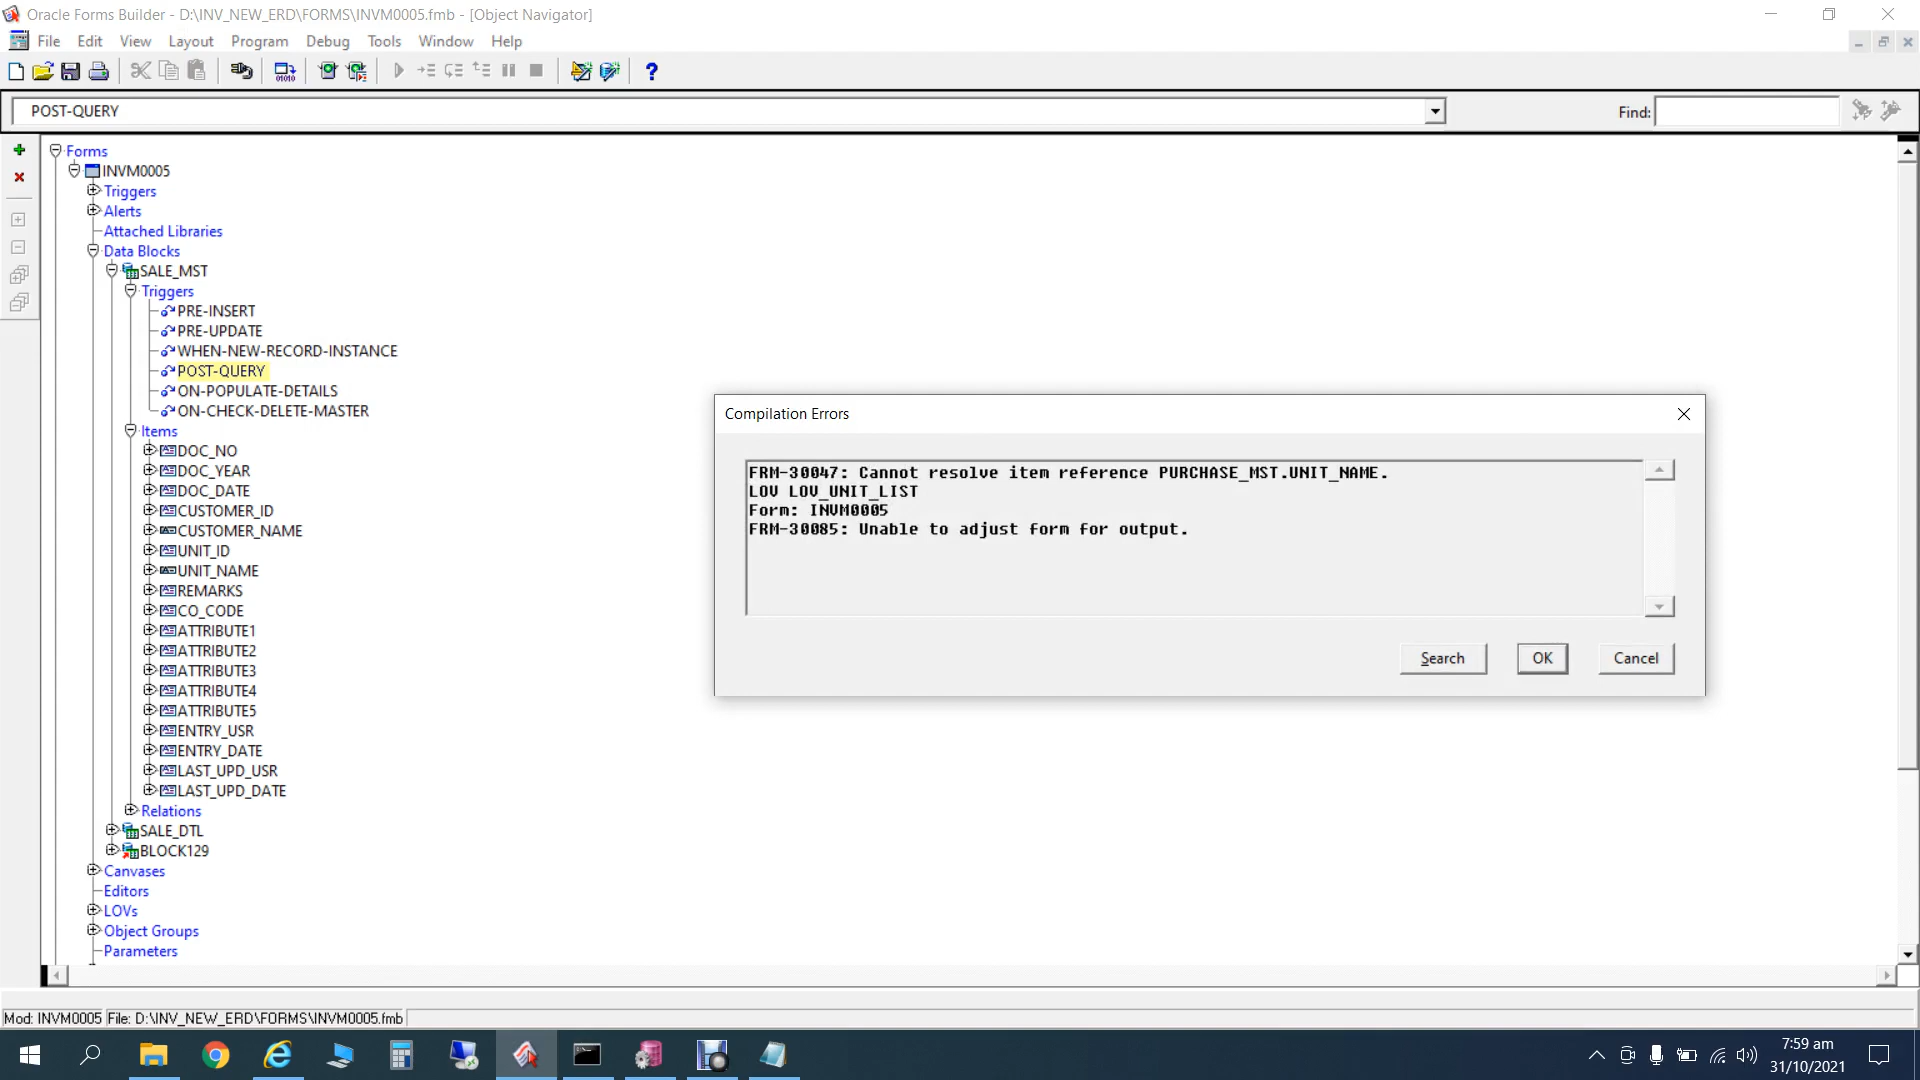 Oracle Forms Builder - D:\INV_NEW_ERD\FORMS\INVM0005.fmb - [Object Navigator]
File Edit View Layout Program Debug Tools Window Help
POST-QUERY
Find:
Forms
INVM0005
Triggers
Alerts
Attached Libraries
Data Blocks
SALE_MST
Triggers
PRE-INSERT
PRE-UPDATE
WHEN-NEW-RECORD-INSTANCE
POST-QUERY
ON-POPULATE-DETAILS
ON-CHECK-DELETE-MASTER
Items
DOC_NO
DOC_YEAR
DOC_DATE
CUSTOMER_ID
CUSTOMER_NAME
UNIT_ID
UNIT_NAME
REMARKS
CO_CODE
ATTRIBUTE1
ATTRIBUTE2
ATTRIBUTE3
ATTRIBUTE4
ATTRIBUTE5
ENTRY_USR
ENTRY_DATE
LAST_UPD_USR
LAST_UPD_DATE
Relations
SALE_DTL
BLOCK129
Canvases
Editors
LOVs
Object Groups
Parameters
Compilation Errors
FRM-30047: Cannot resolve item reference PURCHASE_MST.UNIT_NAME.
LOV LOV_UNIT_LIST
Form: INVM0005
FRM-30085: Unable to adjust form for output.
Search OK Cancel
Mod: INVM0005 File: D:\INV_NEW_ERD\FORMS\INVM0005.fmb
7:59 am
31/10/2021